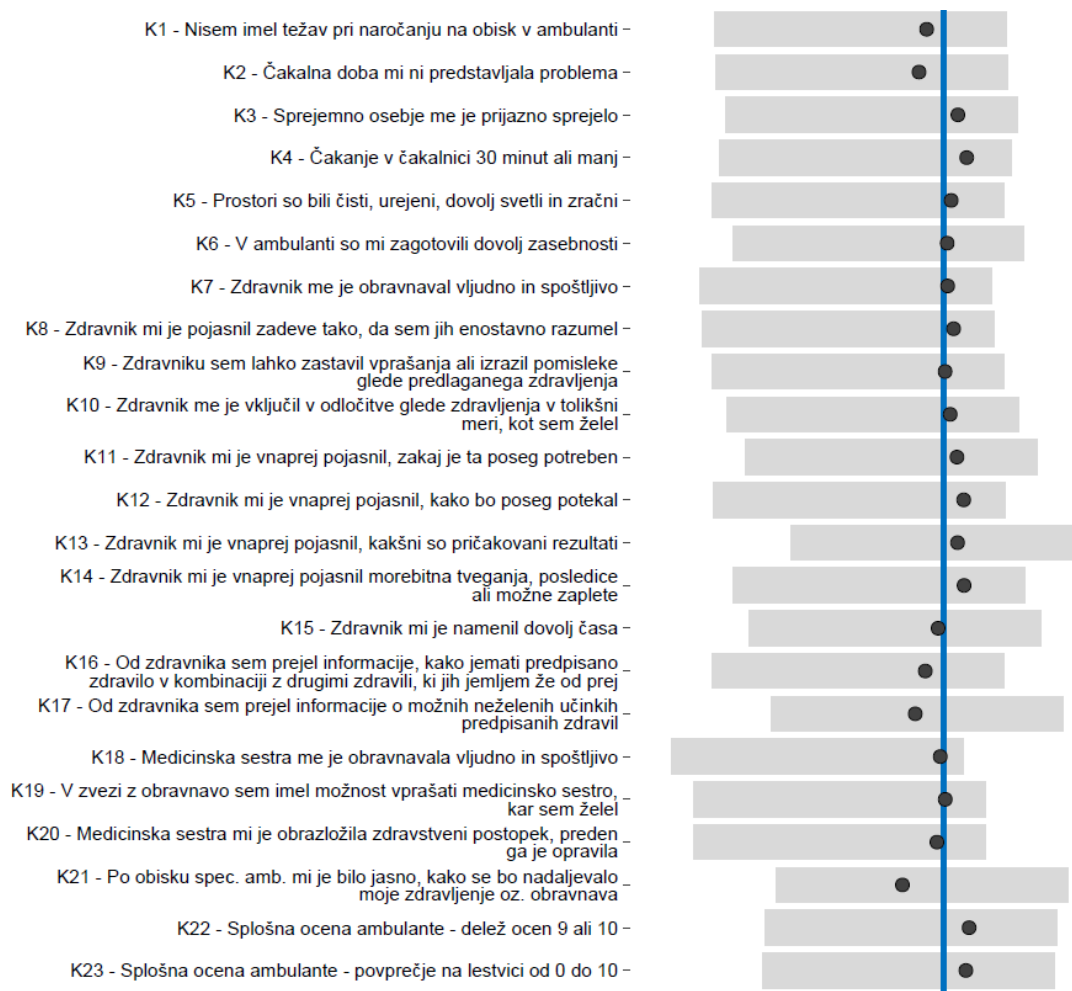 K1 - Nisem imel težav pri naročanju na obisk v ambulanti
K2 - Čakalna doba mi ni predstavljala problema
K3 - Sprejemno osebje me je prijazno sprejelo
K4 - Čakanje v čakalnici 30 minut ali manj
K5 - Prostori so bili čisti, urejeni, dovolj svetli in zračni
K6 - V ambulanti so mi zagotovili dovolj zasebnosti
K7 - Zdravnik me je obravnaval vljudno in spoštljivo
K8 - Zdravnik mi je pojasnil zadeve tako, da sem jih enostavno razumel
K9 - Zdravniku sem lahko zastavil vprašanja ali izrazil pomisleke
glede predlaganega zdravljenja
K10 - Zdravnik me je vključil v odločitve glede zdravljenja v tolikšni
meri, kot sem želel
K11 - Zdravnik mi je vnaprej pojasnil, zakaj je ta poseg potreben
K12 - Zdravnik mi je vnaprej pojasnil, kako bo poseg potekal
K13 - Zdravnik mi je vnaprej pojasnil, kakšni so pričakovani rezultati
K14 - Zdravnik mi je vnaprej pojasnil morebitna tveganja, posledice
ali možne zaplete
K15 - Zdravnik mi je namenil dovolj časa
K16 - Od zdravnika sem prejel informacije, kako jemati predpisano
zdravilo v kombinaciji z drugimi zdravili, ki jih jemljem že od prej
K17 - Od zdravnika sem prejel informacije o možnih neželenih učinkih
predpisanih zdravil
K18 - Medicinska sestra me je obravnavala vljudno in spoštljivo
K19 - V zvezi z obravnavo sem imel možnost vprašati medicinsko sestro,
kar sem želel
K20 - Medicinska sestra mi je obrazložila zdravstveni postopek, preden
ga je opravila
K21 - Po obisku spec. amb. mi je bilo jasno, kako se bo nadaljevalo
moje zdravljenje oz. obravnava
K22 - Splošna ocena ambulante - delež ocen 9 ali 10
K23 - Splošna ocena ambulante - povprečje na lestvici od 0 do 10